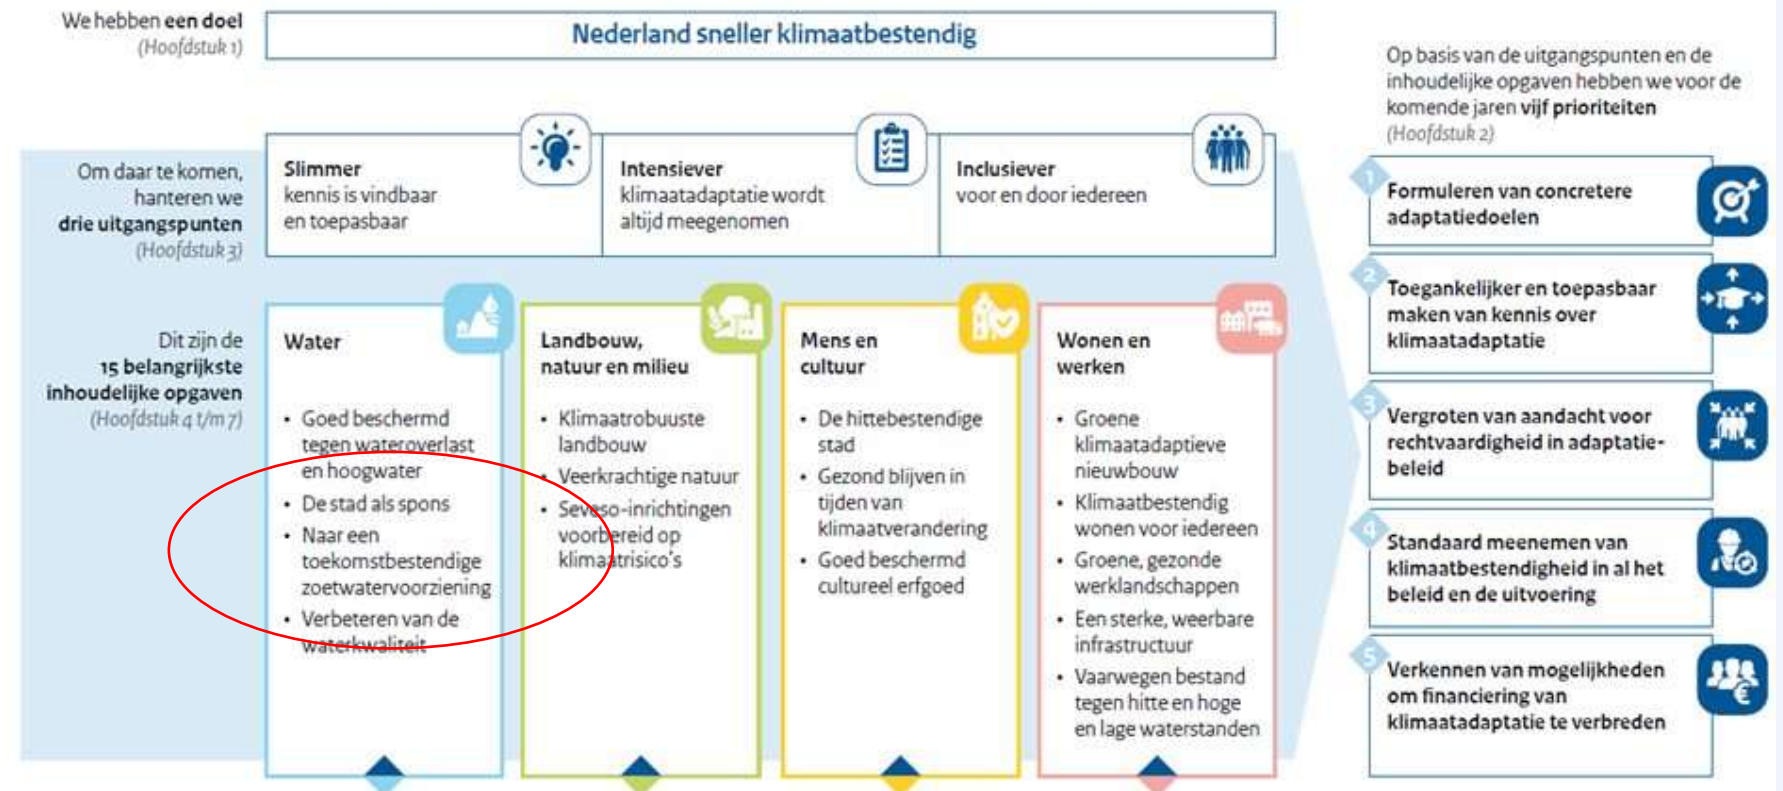 We hebben een doel
(Hoofdstuk 1)
Nederland sneller klimaatbestendig
Om daar te komen,
hanteren we
drie uitgangspunten
(Hoofdstuk 3)
Slimmer
kennis is vindbaar
en toepasbaar
Intensiever
klimaatadaptatie wordt
altijd meegenomen
Inclusiever
voor en door iedereen
Dit zijn de
15 belangrijkste
inhoudelijke opgaven
(Hoofdstuk 4 t/m 7)
Water
• Goed beschermd
tegen wateroverlast
en hoogwater
• De stad als spons
• Naar een
toekomstbestendige
zoetwatervoorziening
• Verbeteren van de
waterkwaliteit
Landbouw,
natuur en milieu
• Klimaatrobuuste
landbouw
• Veerkrachtige natuur
• Seveso-inrichtingen
voorbereid op
klimaatrisico's
Mens en
cultuur
• De hittebestendige
stad
• Gezond blijven in
tijden van
klimaatverandering
• Goed beschermd
cultureel erfgoed
Wonen en
werken
• Groene
klimaatadaptieve
nieuwbouw
• Klimaatbestendig
wonen voor iedereen
• Groene, gezonde
werklandschappen
• Een sterke, weerbare
infrastructuur
• Vaarwegen bestand
tegen hitte en hoge
en lage waterstanden
Op basis van de uitgangspunten en de
inhoudelijke opgaven hebben we voor de
komende jaren vijf prioriteiten
(Hoofdstuk 2)
1
Formuleren van concretere
adaptatiedoelen
2
Toegankelijker en toepasbaar
maken van kennis over
klimaatadaptatie
3
Vergroten van aandacht voor
rechtvaardigheid in adaptatie-
beleid
4
Standaard meenemen van
klimaatbestendigheid in al het
beleid en de uitvoering
5
Verkennen van mogelijkheden
om financiering van
klimaatadaptatie te verbreden
€